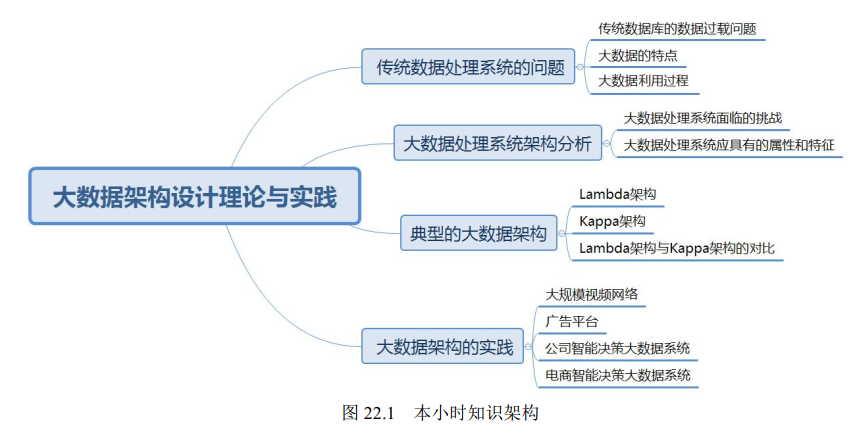 大数据架构设计理论与实践
传统数据处理系统的问题
传统数据库的数据过载问题
大数据的特点
大数据利用过程
大数据处理系统架构分析
大数据处理系统面临的挑战
大数据处理系统应具有的属性和特征
典型的大数据架构
Lambda架构
Kappa架构
Lambda架构与Kappa架构的对比
大数据架构的实践
大规模视频网络
广告平台
公司智能决策大数据系统
电商智能决策大数据系统
图 22.1 本小时知识架构